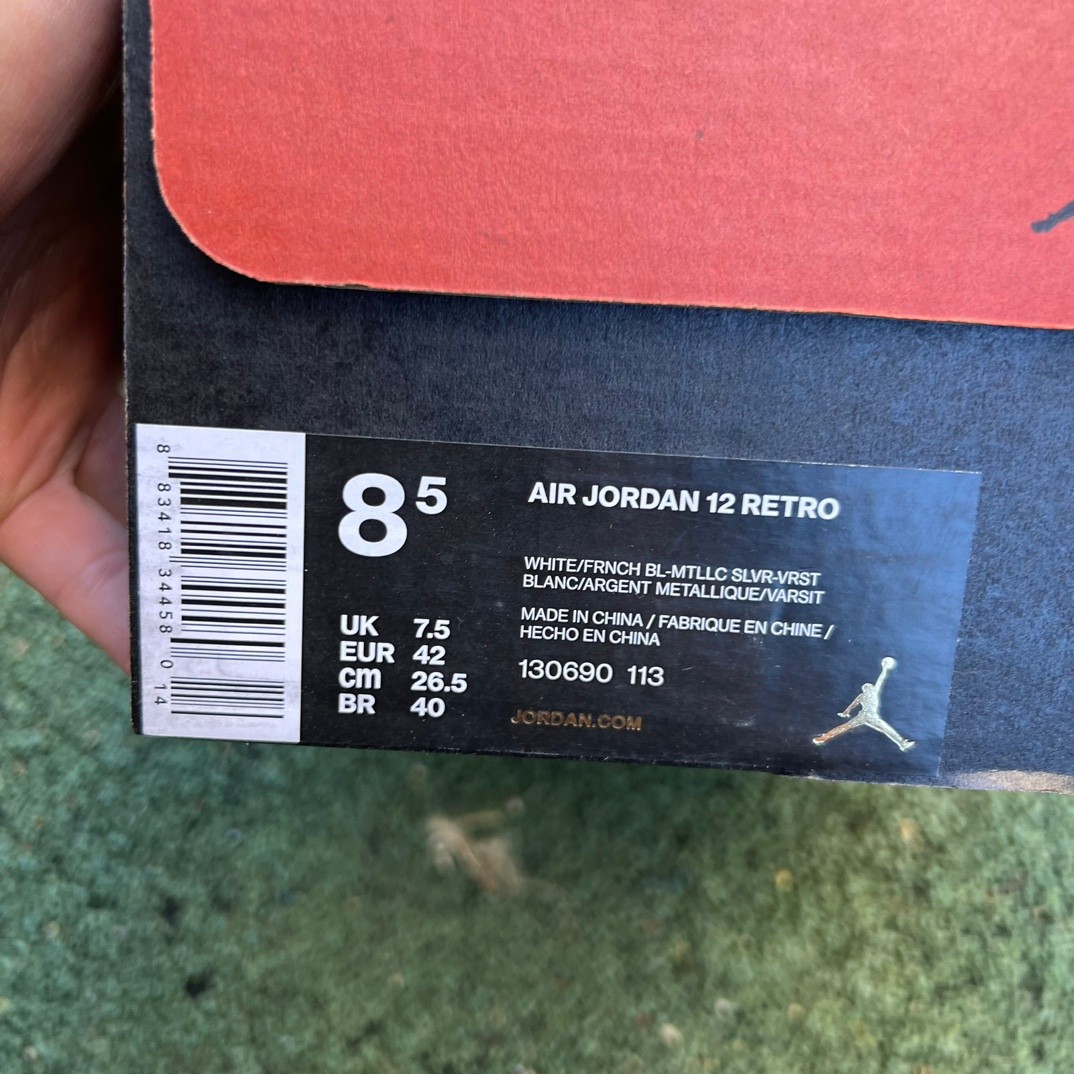 8 83418 34458 0 14
8 5
AIR JORDAN 12 RETRO
WHITE/FRNCH BL-MTLLC SLVR-VRST
BLANC/ARGENT METALLIQUE/VARSIT
MADE IN CHINA / FABRIQUE EN CHINE /
HECHO EN CHINA
130690 113
JORDAN.COM
UK 7.5
EUR 42
cm 26.5
BR 40